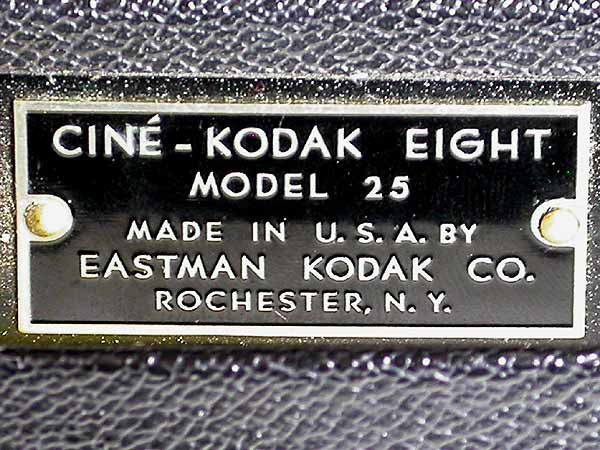 CINÉ-KODAK EIGHT
MODEL 25
MADE IN U.S.A. BY
EASTMAN KODAK CO.
ROCHESTER, N.Y.